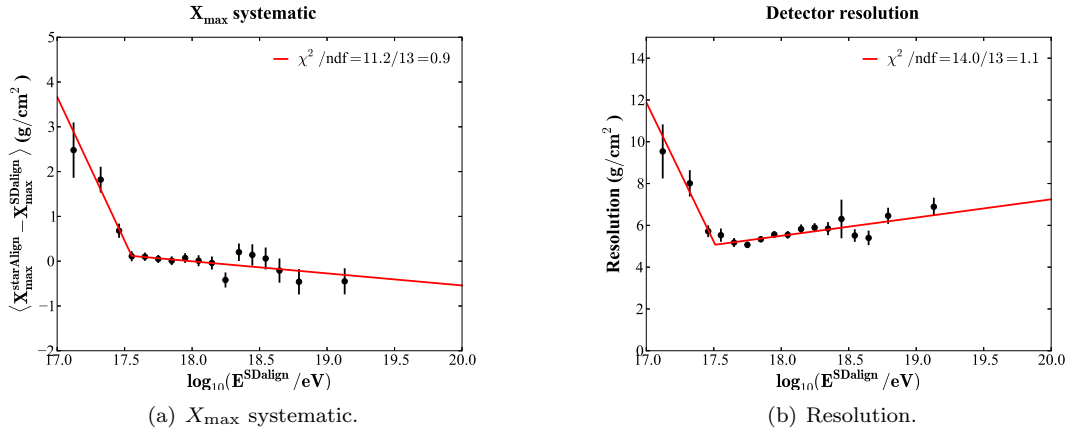 X_max systematic
χ² /ndf=11.2/13=0.9
⟨X_max^starAlign − X_max^SDalign⟩ (g/cm²)
5
4
3
2
1
0
−1
−2
17.0 17.5 18.0 18.5 19.0 19.5 20.0
log₁₀(E^SDalign /eV)
(a) X_max systematic.
Detector resolution
χ² /ndf=14.0/13=1.1
Resolution (g/cm²)
14
12
10
8
6
4
2
0
17.0 17.5 18.0 18.5 19.0 19.5 20.0
log₁₀(E^SDalign /eV)
(b) Resolution.